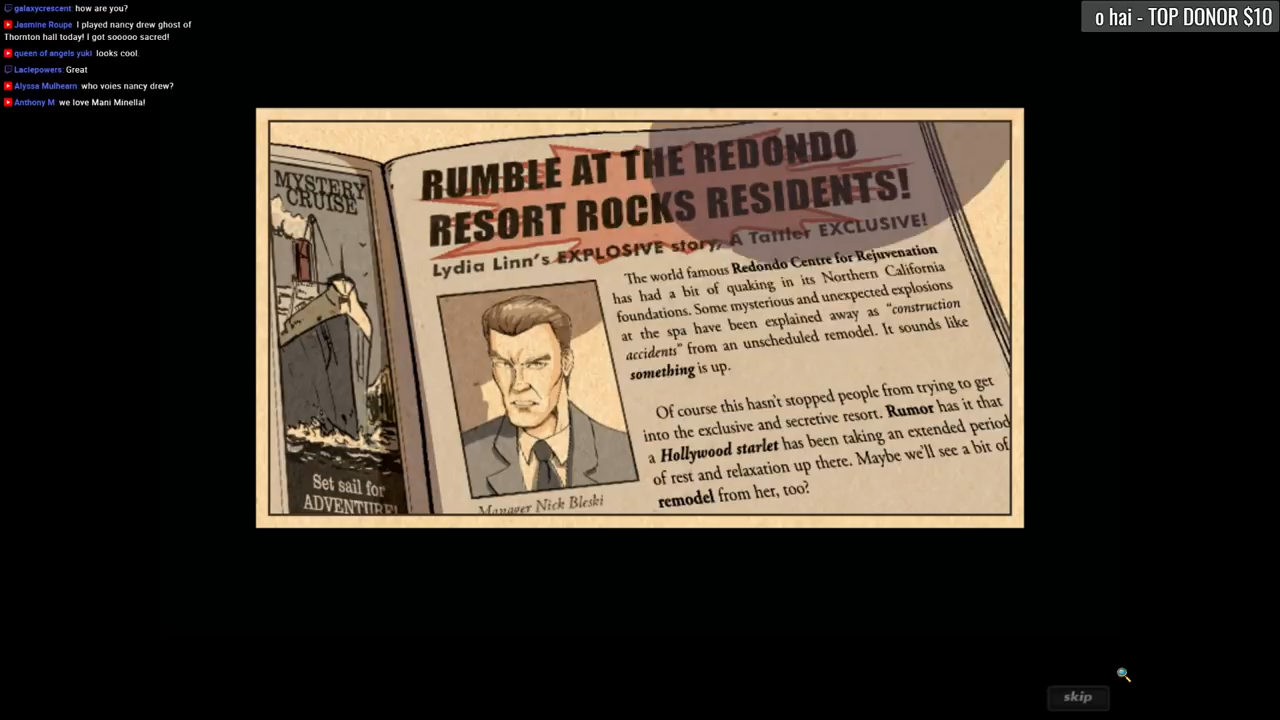 galaxycrescent: how are you?
Jasmine Roupe I played nancy drew ghost of
Thornton hall today! I got sooooo sacred!
queen of angels yuki looks cool.
Laciepowers: Great
Alyssa Mulhearn who voies nancy drew?
Anthony M we love Mani Minella!
o hai - TOP DONOR $10
MYSTERY
CRUISE
Set sail for
ADVENTURE!
RUMBLE AT THE REDONDO
RESORT ROCKS RESIDENTS!
Lydia Linn's EXPLOSIVE story, A Tattler EXCLUSIVE!
The world famous Redondo Centre for Rejuvenation
has had a bit of quaking in its Northern California
foundations. Some mysterious and unexpected explosions
at the spa have been explained away as "construction
accidents" from an unscheduled remodel. It sounds like
something is up.
Of course this hasn't stopped people from trying to get
into the exclusive and secretive resort. Rumor has it that
a Hollywood starlet has been taking an extended period
of rest and relaxation up there. Maybe we'll see a bit of
remodel from her, too?
Manager Nick Bleski
skip